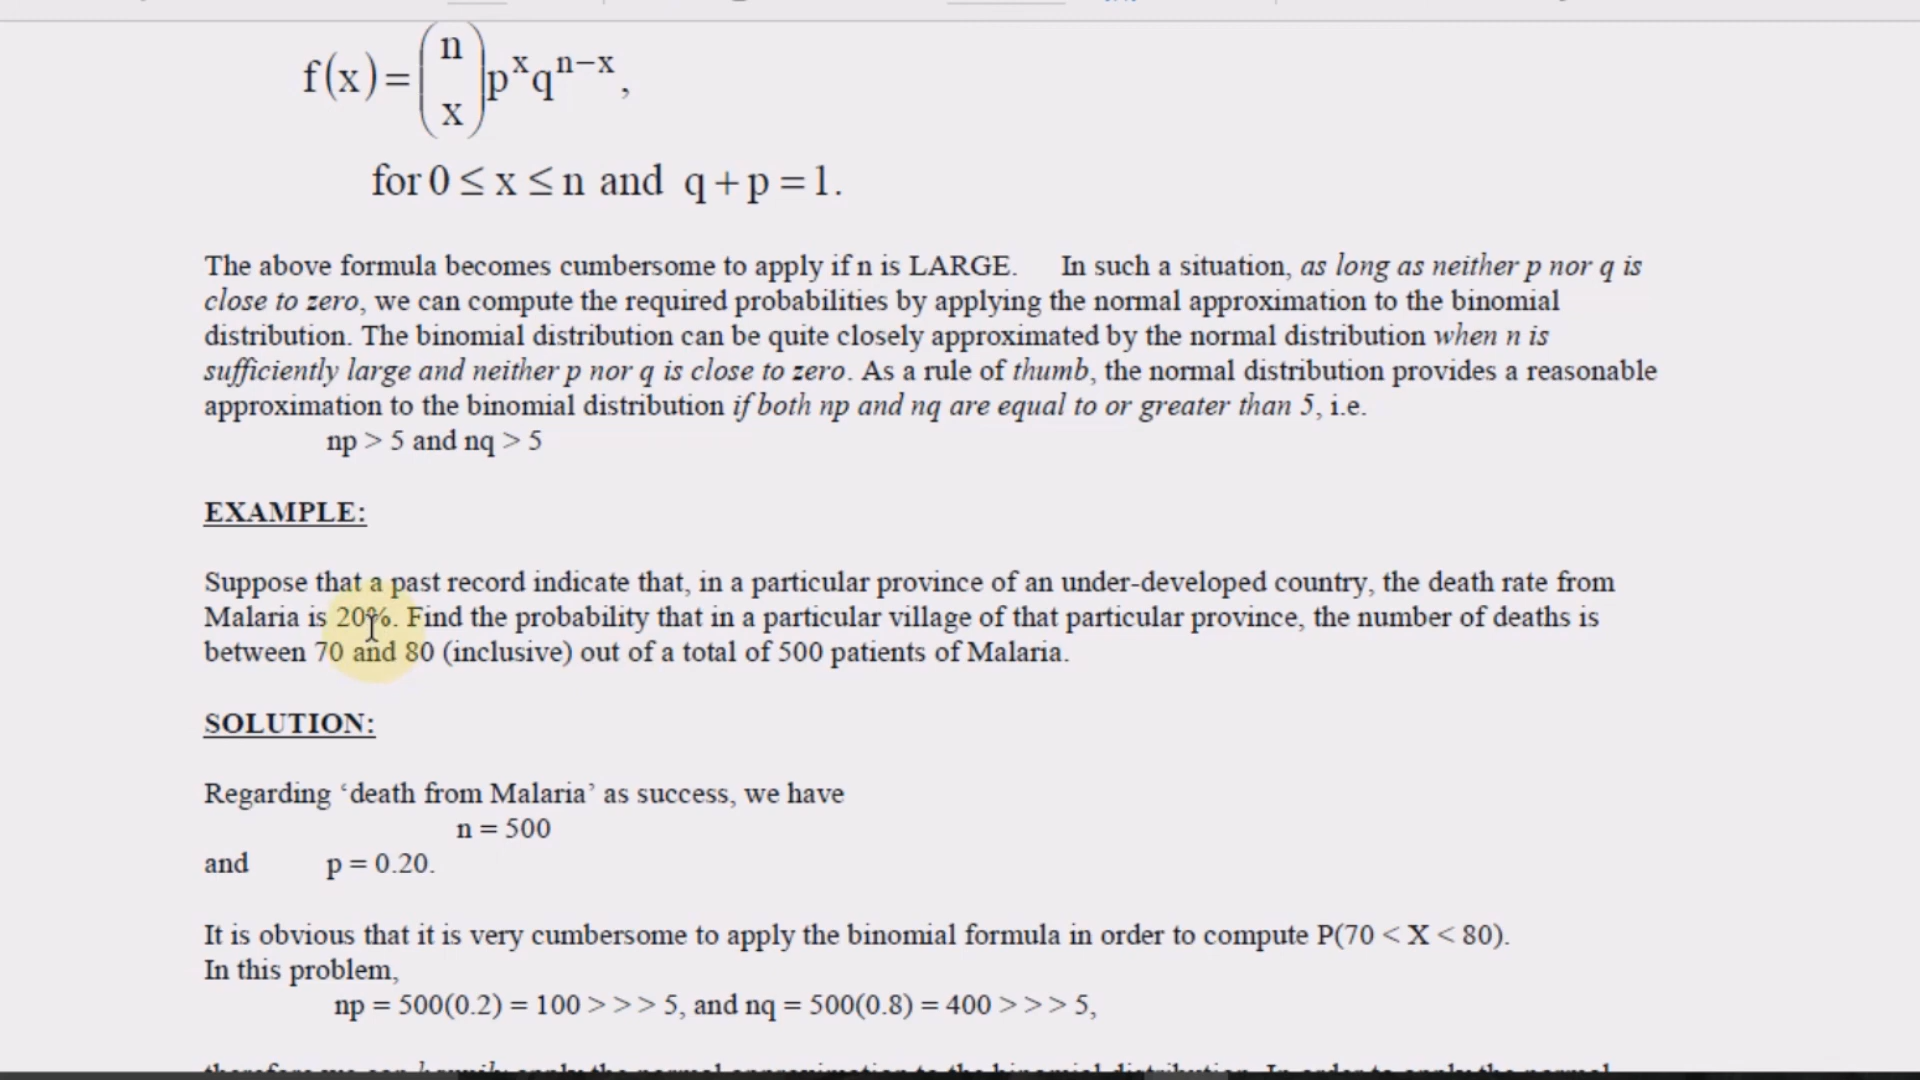 f(x)=(n x)p^x q^n−x,
for 0 ≤ x ≤ n and q + p = 1.
The above formula becomes cumbersome to apply if n is LARGE. In such a situation, as long as neither p nor q is
close to zero, we can compute the required probabilities by applying the normal approximation to the binomial
distribution. The binomial distribution can be quite closely approximated by the normal distribution when n is
sufficiently large and neither p nor q is close to zero. As a rule of thumb, the normal distribution provides a reasonable
approximation to the binomial distribution if both np and nq are equal to or greater than 5, i.e.
np > 5 and nq > 5
EXAMPLE:
Suppose that a past record indicate that, in a particular province of an under-developed country, the death rate from
Malaria is 20%. Find the probability that in a particular village of that particular province, the number of deaths is
between 70 and 80 (inclusive) out of a total of 500 patients of Malaria.
SOLUTION:
Regarding ‘death from Malaria’ as success, we have
n = 500
and p = 0.20.
It is obvious that it is very cumbersome to apply the binomial formula in order to compute P(70 < X < 80).
In this problem,
np = 500(0.2) = 100 > > > 5, and nq = 500(0.8) = 400 > > > 5,